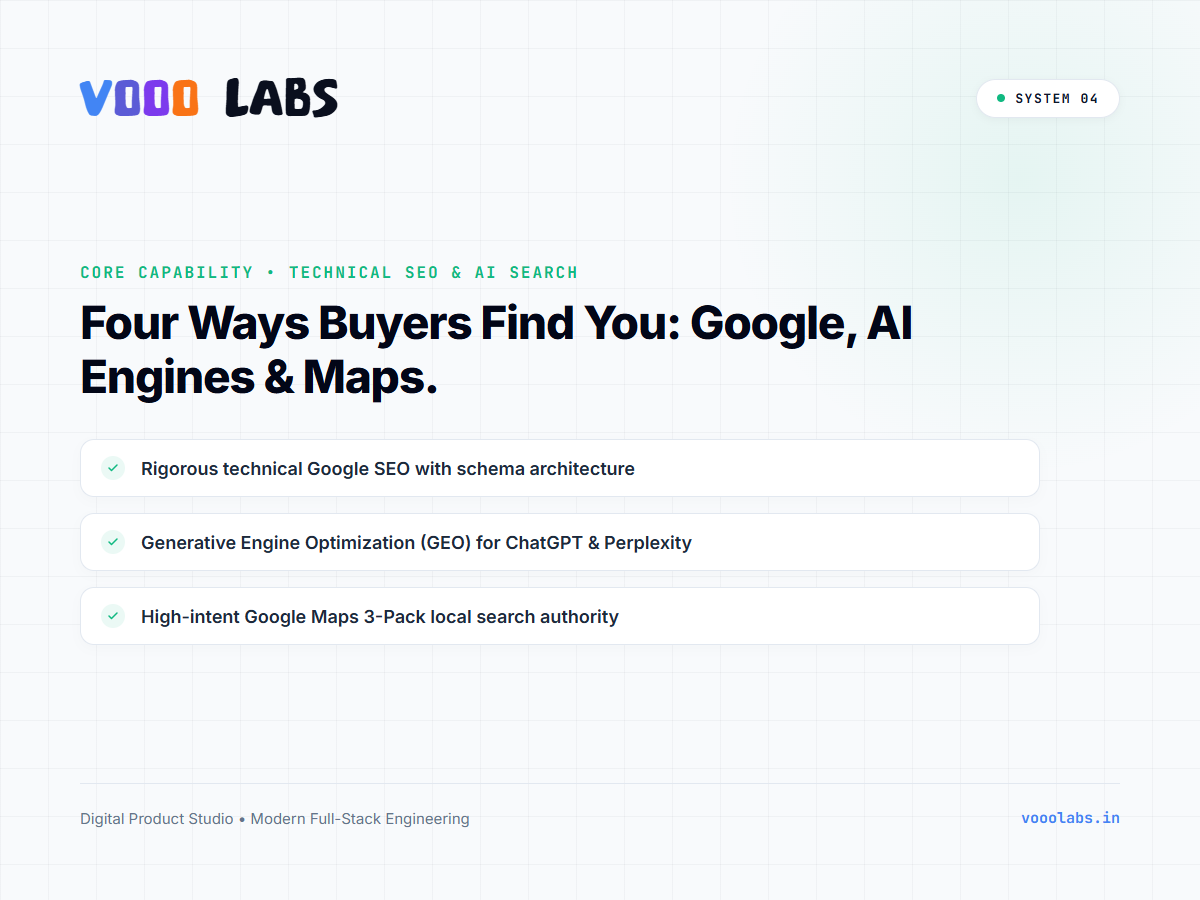 VOOO LABS
SYSTEM 04
CORE CAPABILITY • TECHNICAL SEO & AI SEARCH
Four Ways Buyers Find You: Google, AI
Engines & Maps.
Rigorous technical Google SEO with schema architecture
Generative Engine Optimization (GEO) for ChatGPT & Perplexity
High-intent Google Maps 3-Pack local search authority
Digital Product Studio • Modern Full-Stack Engineering
vooolabs.in